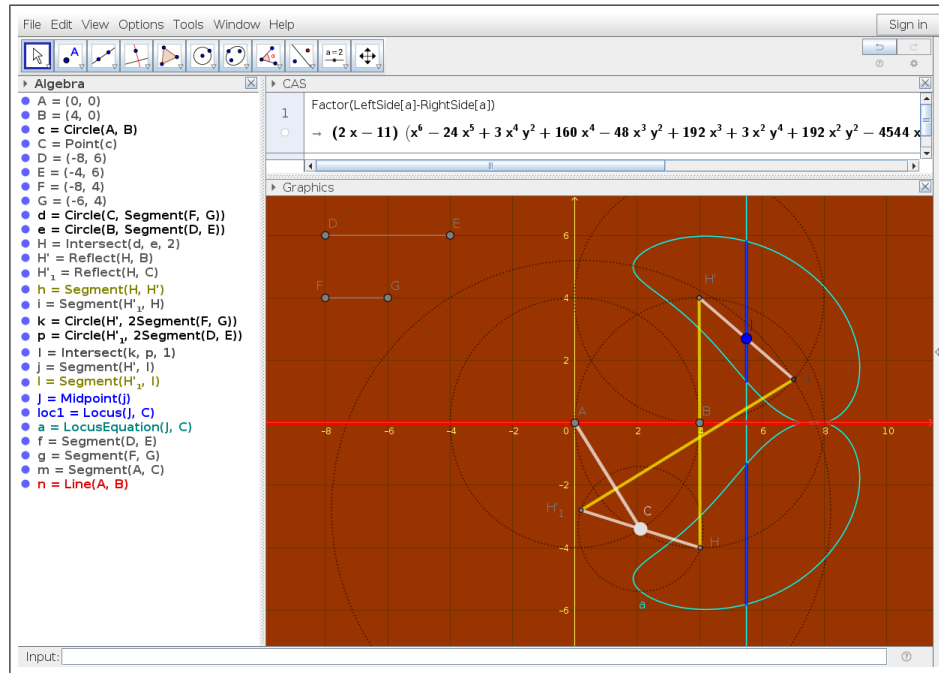 File Edit View Options Tools Window Help
Sign in
A
a=2
Algebra
A = (0, 0)
B = (4, 0)
c = Circle(A, B)
C = Point(c)
D = (-8, 6)
E = (-4, 6)
F = (-8, 4)
G = (-6, 4)
d = Circle(C, Segment(F, G))
e = Circle(B, Segment(D, E))
H = Intersect(d, e, 2)
H' = Reflect(H, B)
H'₁ = Reflect(H, C)
h = Segment(H, H')
i = Segment(H'₁, H)
k = Circle(H', 2Segment(F, G))
p = Circle(H'₁, 2Segment(D, E))
I = Intersect(k, p, 1)
j = Segment(H', I)
l = Segment(H'₁, I)
J = Midpoint(j)
loc1 = Locus(J, C)
a = LocusEquation(J, C)
f = Segment(D, E)
g = Segment(F, G)
m = Segment(A, C)
n = Line(A, B)
CAS
1
Factor(LeftSide[a]-RightSide[a])
→ (2 x − 11) (x⁶ − 24 x⁵ + 3 x⁴ y² + 160 x⁴ − 48 x³ y² + 192 x³ + 3 x² y⁴ + 192 x² y² − 4544 x
Graphics
D
E
6
F
G
4
H'
J
2
I
A
B
-8
-6
-4
-2
0
2
4
6
8
10
-2
H'₁
C
-4
H
-6
a
Input: